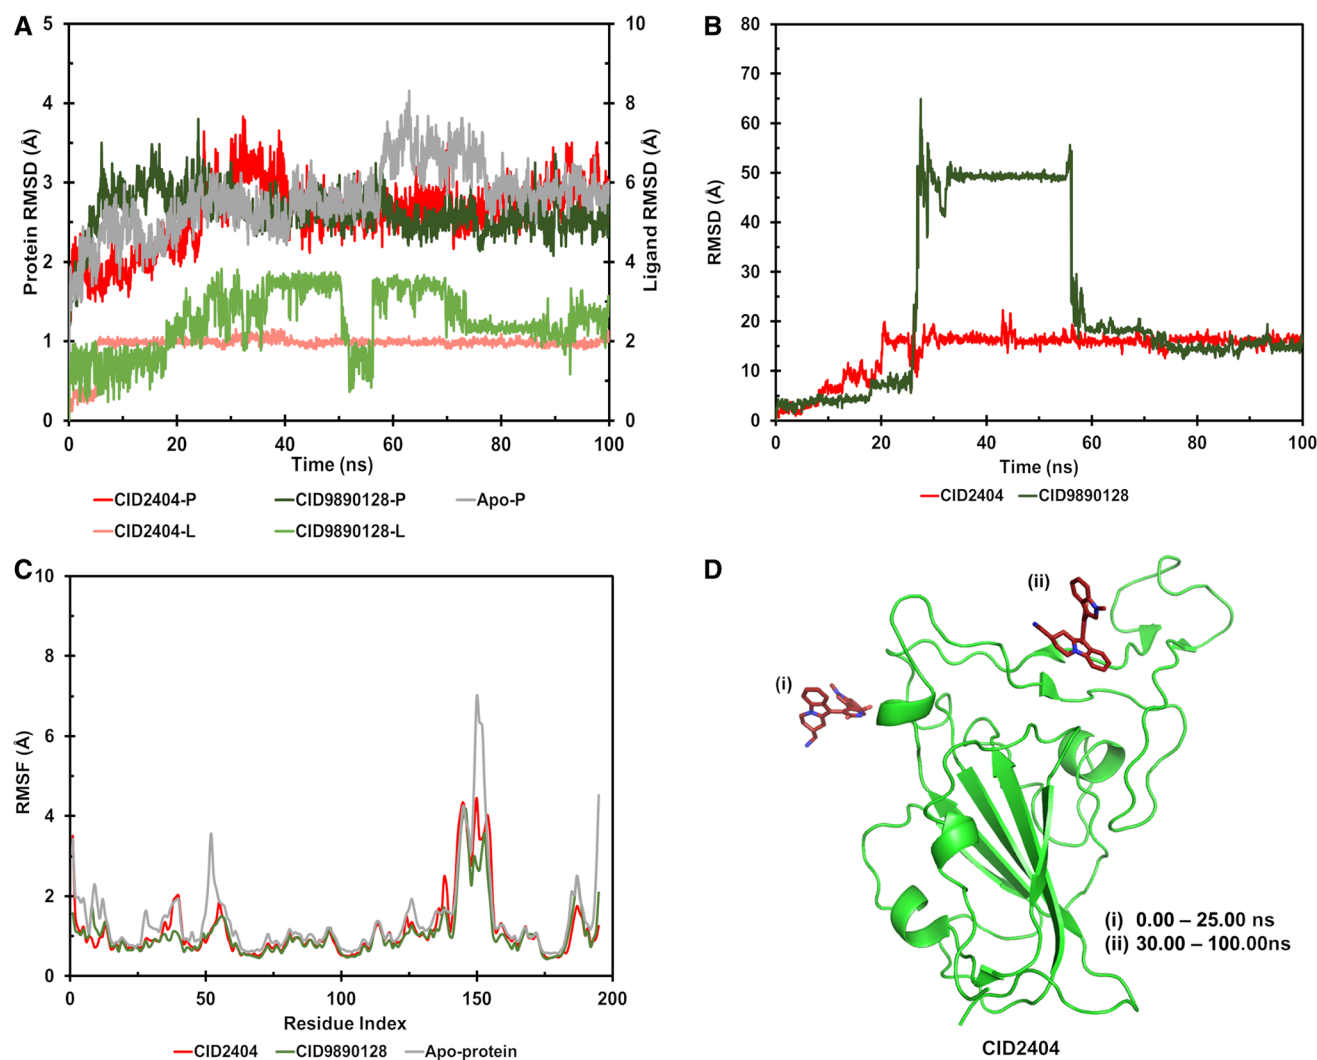 A
5
4
3
2
1
0
Protein RMSD (Å)
10
8
6
4
2
0
Ligand RMSD (Å)
0 20 40 60 80 100
Time (ns)
CID2404-P CID9890128-P Apo-P
CID2404-L CID9890128-L
B
80
70
60
50
40
30
20
10
0
RMSD (Å)
0 20 40 60 80 100
Time (ns)
CID2404 CID9890128
C
10
8
6
4
2
0
RMSF (Å)
0 50 100 150 200
Residue Index
CID2404 CID9890128 Apo-protein
D
(ii)
(i)
(i) 0.00 – 25.00 ns
(ii) 30.00 – 100.00ns
CID2404